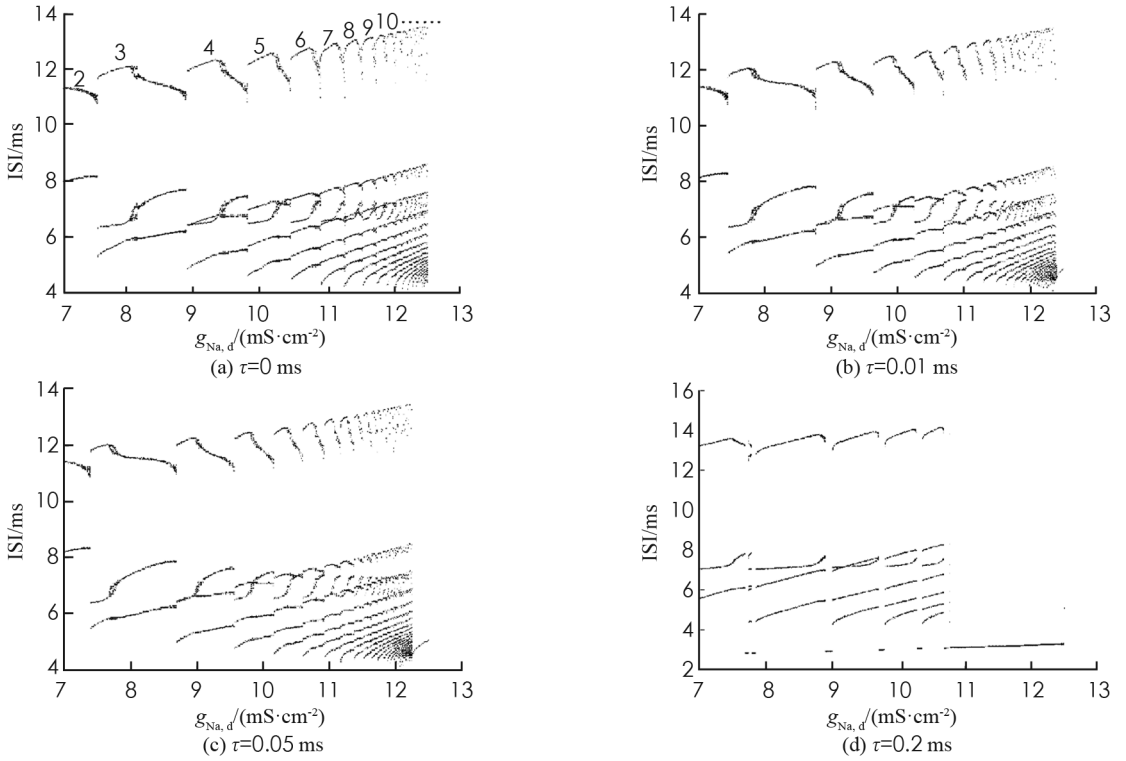 14
12
10
8
6
4
ISI/ms
2
3
4
5
6
7
8
9
10······
7 8 9 10 11 12 13
gNa, d/(mS·cm-2)
(a) τ=0 ms
14
12
10
8
6
4
ISI/ms
7 8 9 10 11 12 13
gNa, d/(mS·cm-2)
(b) τ=0.01 ms
14
12
10
8
6
4
ISI/ms
7 8 9 10 11 12 13
gNa, d/(mS·cm-2)
(c) τ=0.05 ms
16
14
12
10
8
6
4
2
ISI/ms
7 8 9 10 11 12 13
gNa, d/(mS·cm-2)
(d) τ=0.2 ms